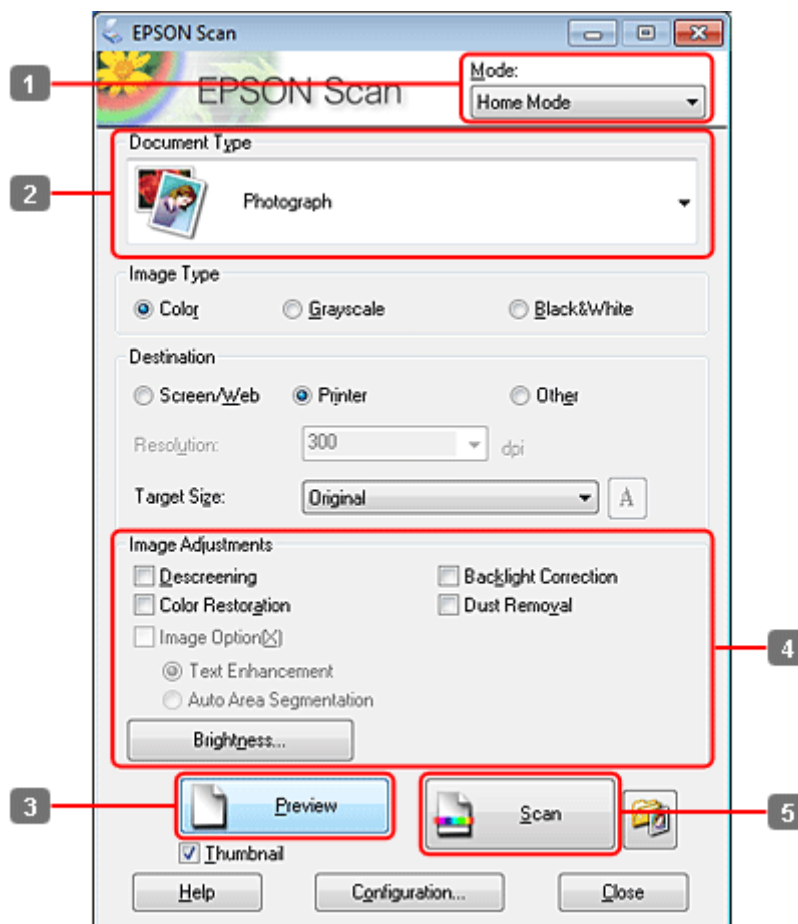 EPSON Scan
EPSON Scan
Mode:
1
Home Mode
Document Type
2
Photograph
Image Type
Color Grayscale Black&White
Destination
Screen/Web Printer Other
Resolution: 300 dpi
Target Size: Original A
Image Adjustments
Descreening Backlight Correction
Color Restoration Dust Removal
Image Option(X)
4
Text Enhancement
Auto Area Segmentation
Brightness...
3 Preview Scan 5
Thumbnail
Help Configuration... Close